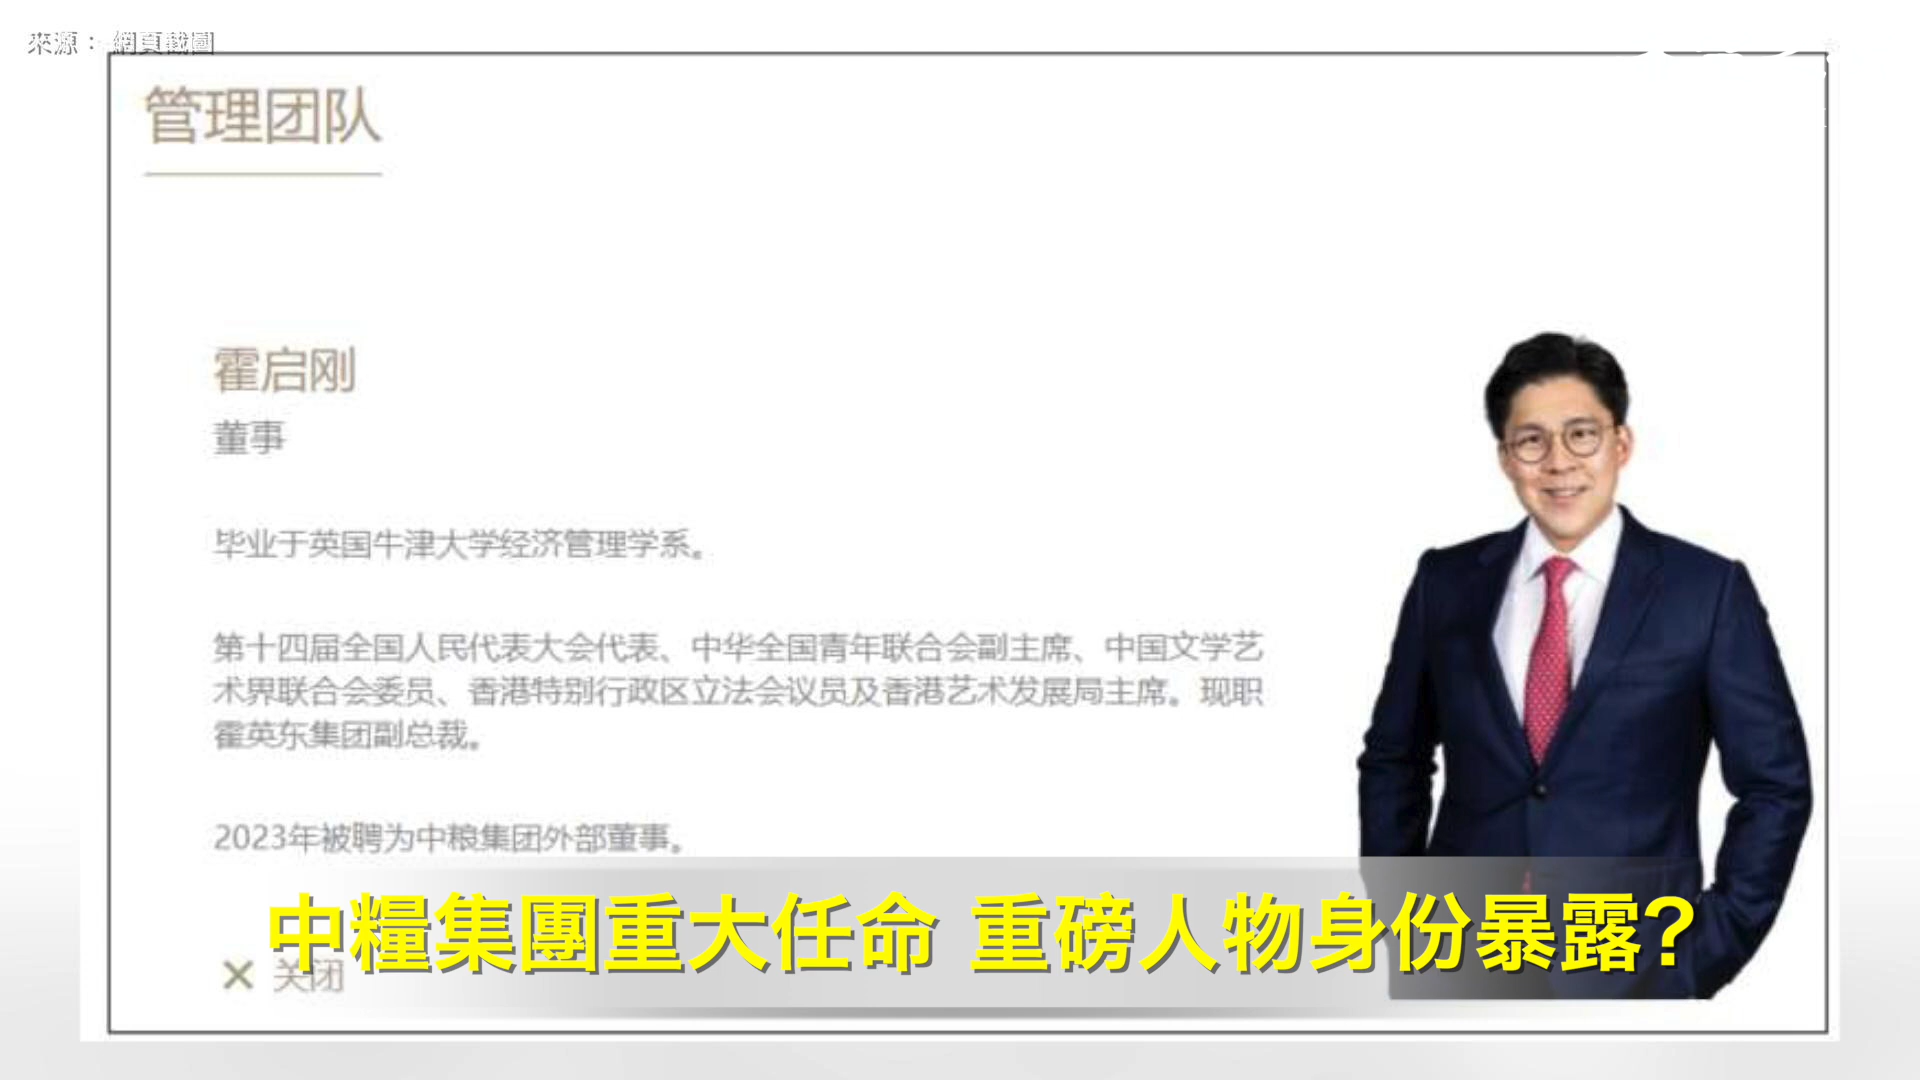 來源：網頁截圖
管理团队
霍启刚
董事
毕业于英国牛津大学经济管理学系。
第十四届全国人民代表大会代表、中华全国青年联合会副主席、中国文学艺
术界联合会委员、香港特别行政区立法会议员及香港艺术发展局主席。现职
霍英东集团副总裁。
2023年被聘为中粮集团外部董事。
中糧集團重大任命 重磅人物身份暴露?
× 关闭